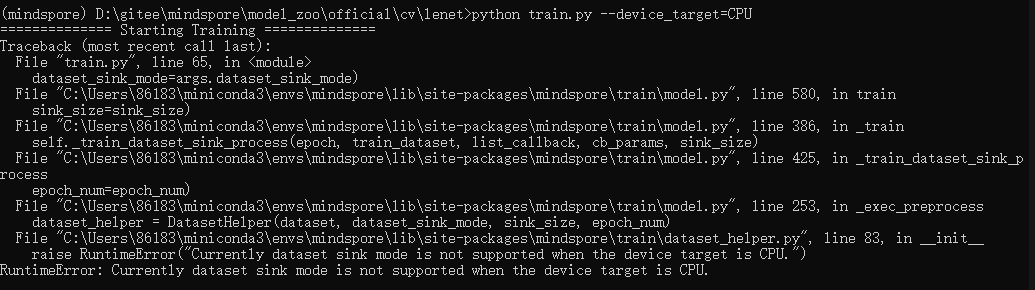 (mindspore) D:\gitee\mindspore\model_zoo\official\cv\lenet>python train.py --device_target=CPU
============== Starting Training ==============
Traceback (most recent call last):
  File "train.py", line 65, in <module>
    dataset_sink_mode=args.dataset_sink_mode)
  File "C:\Users\86183\miniconda3\envs\mindspore\lib\site-packages\mindspore\train\model.py", line 580, in train
    sink_size=sink_size)
  File "C:\Users\86183\miniconda3\envs\mindspore\lib\site-packages\mindspore\train\model.py", line 386, in _train
    self._train_dataset_sink_process(epoch, train_dataset, list_callback, cb_params, sink_size)
  File "C:\Users\86183\miniconda3\envs\mindspore\lib\site-packages\mindspore\train\model.py", line 425, in _train_dataset_sink_p
rocess
    epoch_num=epoch_num)
  File "C:\Users\86183\miniconda3\envs\mindspore\lib\site-packages\mindspore\train\model.py", line 253, in _exec_preprocess
    dataset_helper = DatasetHelper(dataset, dataset_sink_mode, sink_size, epoch_num)
  File "C:\Users\86183\miniconda3\envs\mindspore\lib\site-packages\mindspore\train\dataset_helper.py", line 83, in __init__
    raise RuntimeError("Currently dataset sink mode is not supported when the device target is CPU.")
RuntimeError: Currently dataset sink mode is not supported when the device target is CPU.